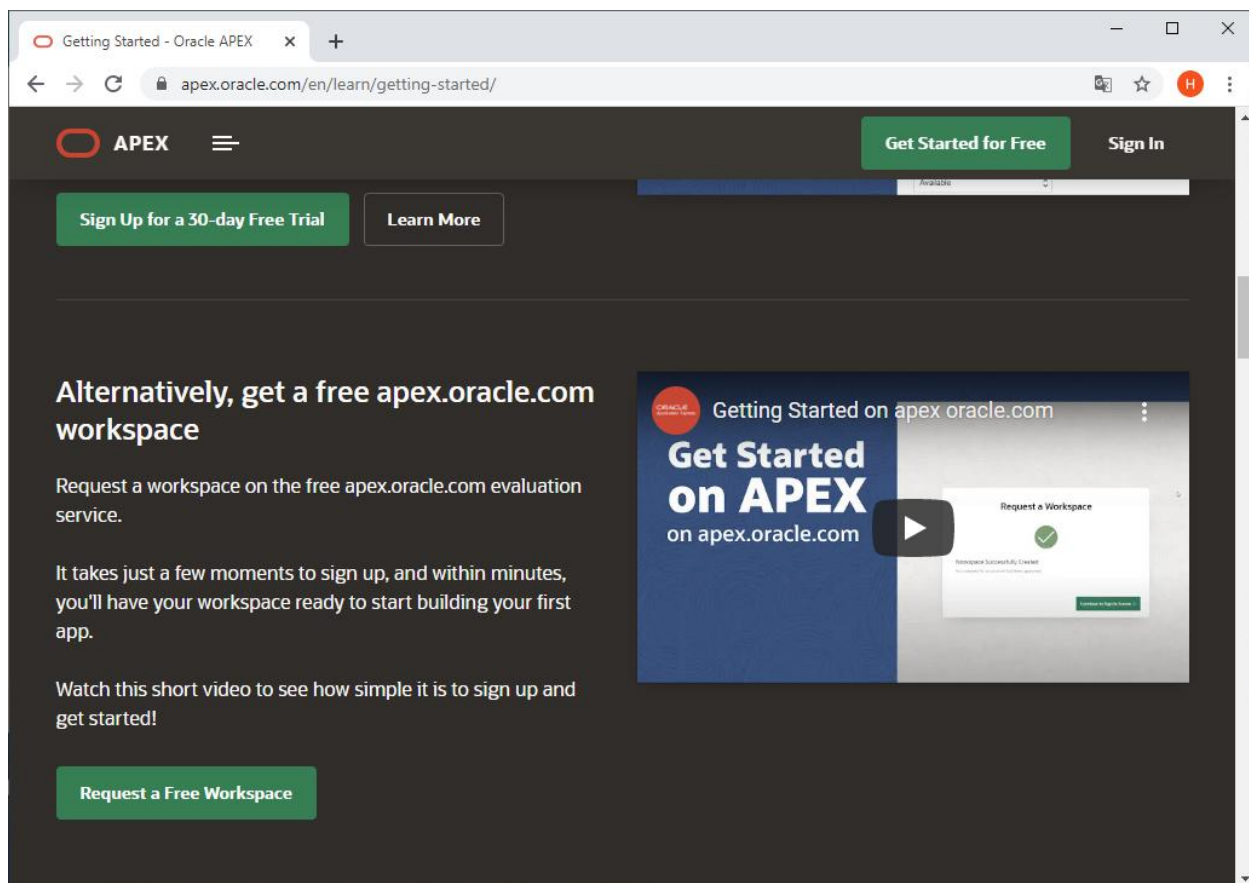 Getting Started - Oracle APEX
apex.oracle.com/en/learn/getting-started/
H
APEX
Get Started for Free
Sign In
Available
Sign Up for a 30-day Free Trial
Learn More
Alternatively, get a free apex.oracle.com
workspace
Request a workspace on the free apex.oracle.com evaluation
service.
It takes just a few moments to sign up, and within minutes,
you'll have your workspace ready to start building your first
app.
Watch this short video to see how simple it is to sign up and
get started!
Request a Free Workspace
ORACLE
Getting Started on apex oracle.com
Get Started
on APEX
on apex.oracle.com
Request a Workspace
Workspace Successfully Created